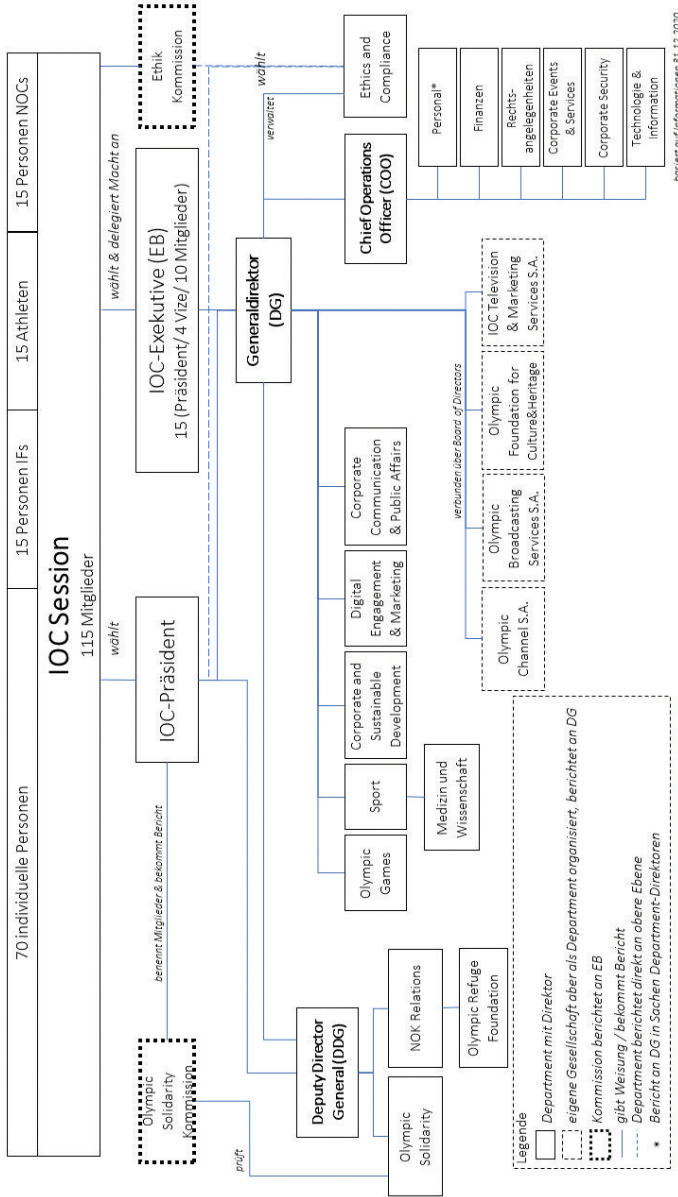 70 individuelle Personen
15 Personen IFs
15 Athleten
15 Personen NOCs
IOC Session
115 Mitglieder
wählt
wählt & delegiert Macht an
Olympic
Solidarity
Kommission
benennt Mitglieder & bekommt Bericht
IOC-Präsident
IOC-Exekutive (EB)
15 (Präsident/ 4 Vize/ 10 Mitglieder)
Ethik
Kommission
prüft
wählt
verwaltet
Deputy Director
General (DDG)
Generaldirektor
(DG)
Ethics and
Compliance
Chief Operations
Officer (COO)
Olympic
Solidarity
NOK Relations
Olympic Refuge
Foundation
Olympic
Games
Sport
Medizin und
Wissenschaft
Corporate and
Sustainable
Development
Digital
Engagement
& Marketing
Corporate
Communication
& Public Affairs
Personal*
Finanzen
Rechts-
angelegenheiten
Corporate Events
& Services
Corporate Security
Technologie &
Information
verbunden über Board of Directors
Olympic
Channel S.A.
Olympic
Broadcasting
Services S.A.
Olympic
Foundation for
Culture&Heritage
IOC Television
& Marketing
Services S.A.
Legende
Department mit Direktor
eigene Gesellschaft aber als Department organisiert, berichtet an DG
Kommission berichtet an EB
gibt Weisung / bekommt Bericht
Department berichtet direkt an obere Ebene
* Bericht an DG in Sachen Department-Direktoren
basiert auf Informationen 31.12.2020